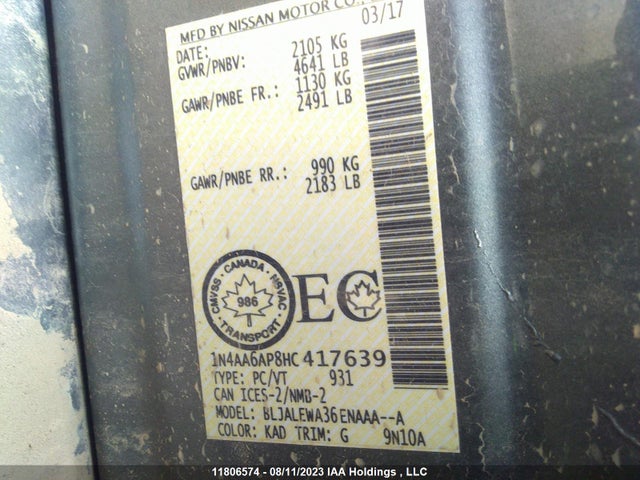 MFD BY NISSAN MOTOR CO.,
DATE: 03/17
GVWR/PNBV: 2105 KG
4641 LB
GAWR/PNBE FR.: 1130 KG
2491 LB
GAWR/PNBE RR.: 990 KG
2183 LB
CMVSS · CANADA · NSVAC · TRANSPORT
986
EC
1N4AA6AP8HC417639
TYPE: PC/VT 931
CAN ICES-2/NMB-2
MODEL: BLJALEWA36ENAAA--A
COLOR: KAD TRIM: G 9N10A
11806574 - 08/11/2023 IAA Holdings , LLC